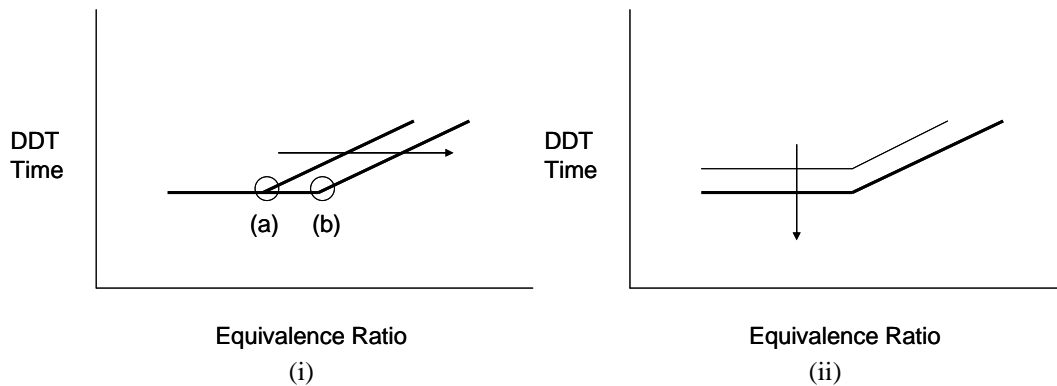 DDT
Time
(a)
(b)
Equivalence Ratio
(i)
DDT
Time
Equivalence Ratio
(ii)